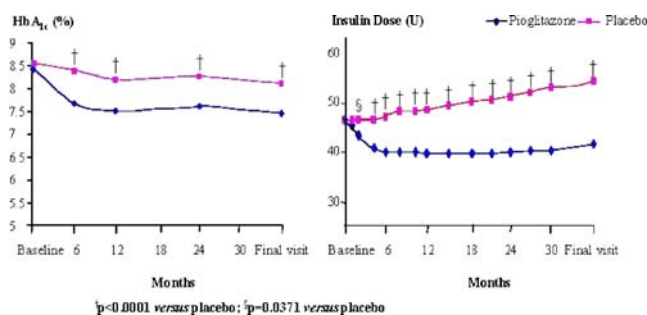 HbA1c (%)
Insulin Dose (U)
Pioglitazone
Placebo
9
8.5
8
7.5
7
6.5
6
5.5
5
†
†
†
†
Baseline 6 12 18 24 30 Final visit
Months
60
50
40
30
§
† † † † † † † † † † † † †
Baseline 6 12 18 24 30 Final visit
Months
†p<0.0001 versus placebo; §p=0.0371 versus placebo